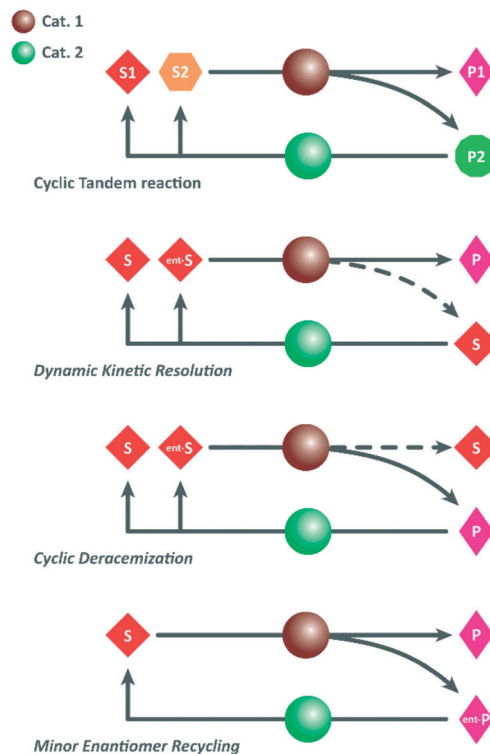 Cat. 1
Cat. 2
S1 S2 P1
P2
Cyclic Tandem reaction
S ent-S P
S
Dynamic Kinetic Resolution
S ent-S S
P
Cyclic Deracemization
S P
ent-P
Minor Enantiomer Recycling